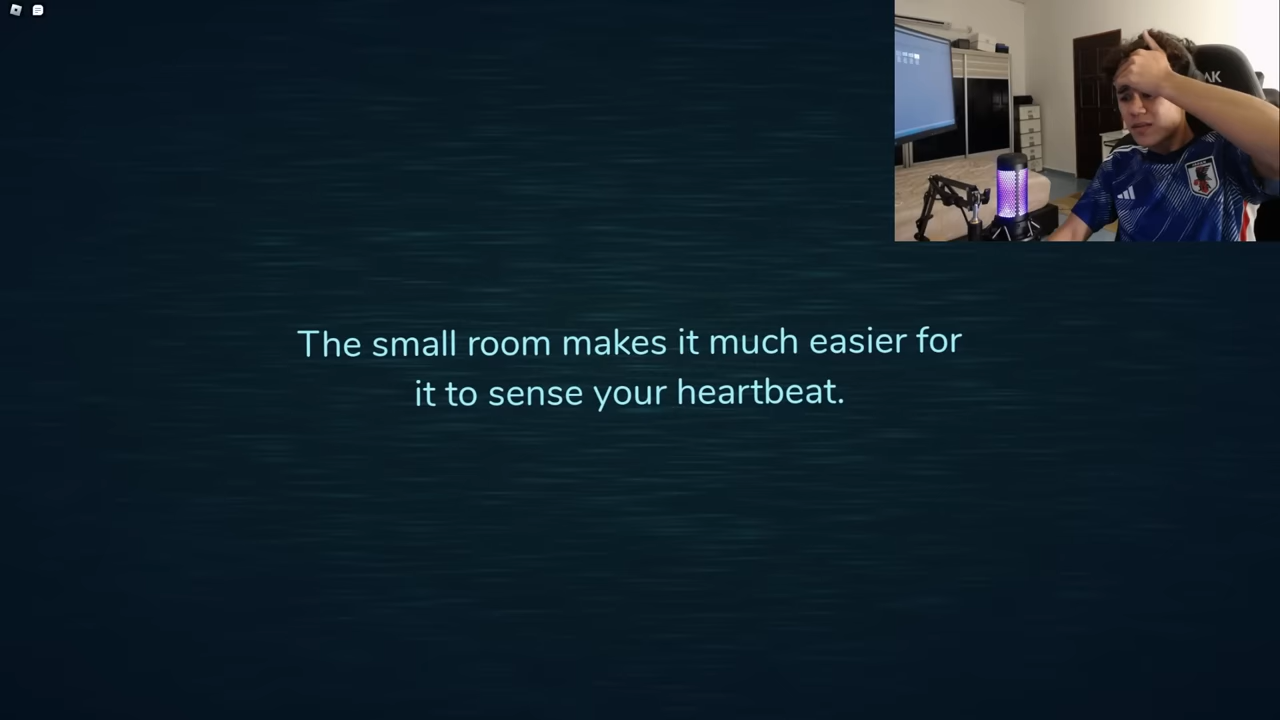 The small room makes it much easier for
it to sense your heartbeat.